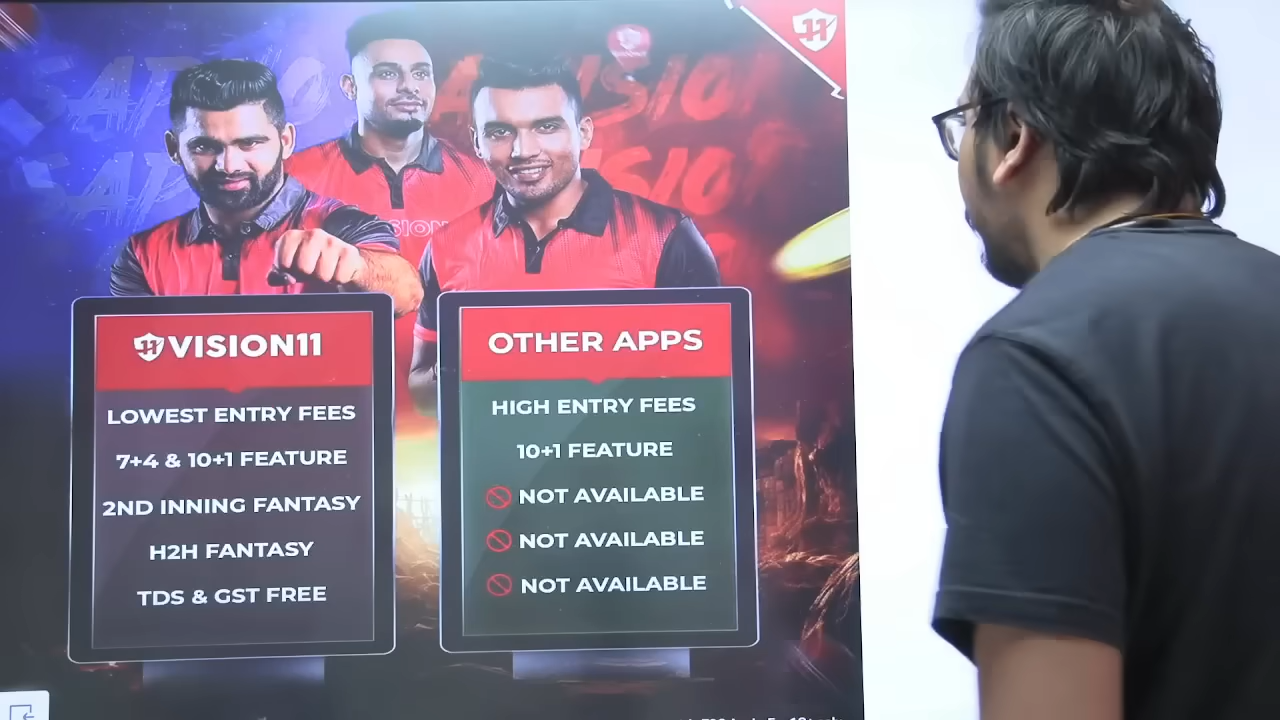 VISION11
LOWEST ENTRY FEES
7+4 & 10+1 FEATURE
2ND INNING FANTASY
H2H FANTASY
TDS & GST FREE
OTHER APPS
HIGH ENTRY FEES
10+1 FEATURE
NOT AVAILABLE
NOT AVAILABLE
NOT AVAILABLE